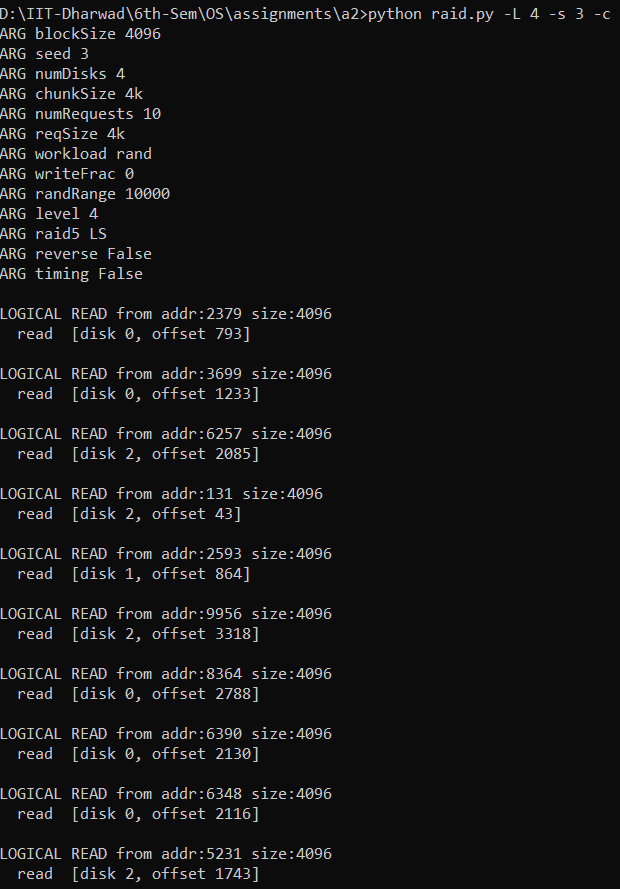 D:\IIT-Dharwad\6th-Sem\OS\assignments\a2>python raid.py -L 4 -s 3 -c
ARG blockSize 4096
ARG seed 3
ARG numDisks 4
ARG chunkSize 4k
ARG numRequests 10
ARG reqSize 4k
ARG workload rand
ARG writeFrac 0
ARG randRange 10000
ARG level 4
ARG raid5 LS
ARG reverse False
ARG timing False

LOGICAL READ from addr:2379 size:4096
  read  [disk 0, offset 793]

LOGICAL READ from addr:3699 size:4096
  read  [disk 0, offset 1233]

LOGICAL READ from addr:6257 size:4096
  read  [disk 2, offset 2085]

LOGICAL READ from addr:131 size:4096
  read  [disk 2, offset 43]

LOGICAL READ from addr:2593 size:4096
  read  [disk 1, offset 864]

LOGICAL READ from addr:9956 size:4096
  read  [disk 2, offset 3318]

LOGICAL READ from addr:8364 size:4096
  read  [disk 0, offset 2788]

LOGICAL READ from addr:6390 size:4096
  read  [disk 0, offset 2130]

LOGICAL READ from addr:6348 size:4096
  read  [disk 0, offset 2116]

LOGICAL READ from addr:5231 size:4096
  read  [disk 2, offset 1743]